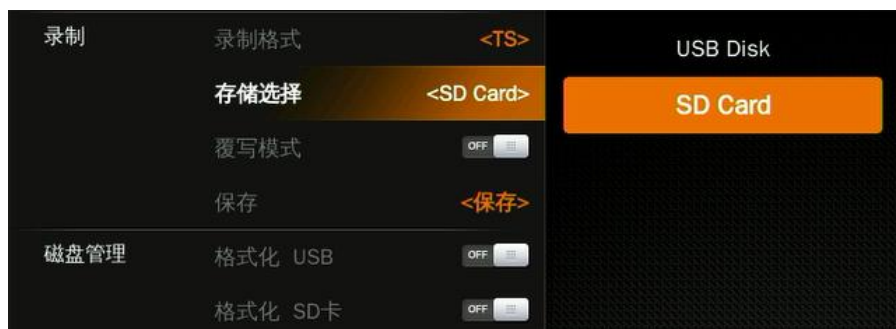 录制 录制格式 <TS>
存储选择 <SD Card>
覆写模式 OFF
保存 <保存>
磁盘管理 格式化 USB OFF
格式化 SD卡 OFF
USB Disk
SD Card